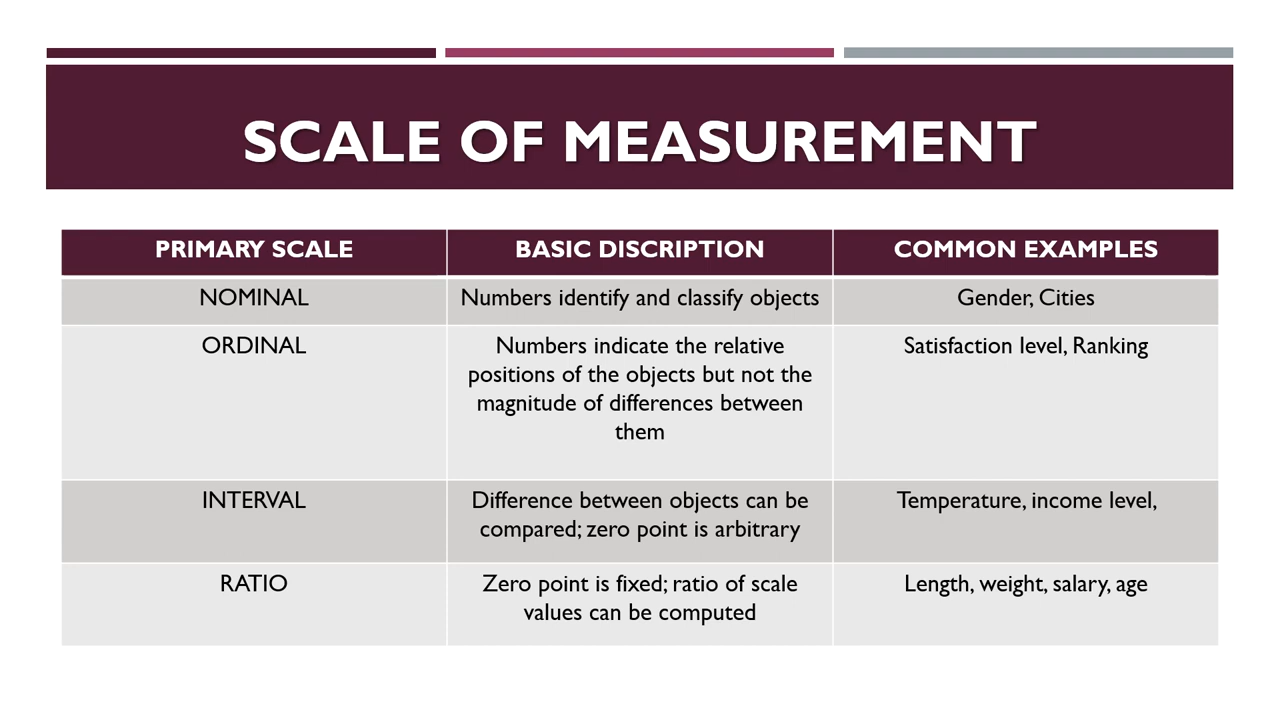 SCALE OF MEASUREMENT
PRIMARY SCALE
BASIC DISCRIPTION
COMMON EXAMPLES
NOMINAL
Numbers identify and classify objects
Gender, Cities
ORDINAL
Numbers indicate the relative
positions of the objects but not the
magnitude of differences between
them
Satisfaction level, Ranking
INTERVAL
Difference between objects can be
compared; zero point is arbitrary
Temperature, income level,
RATIO
Zero point is fixed; ratio of scale
values can be computed
Length, weight, salary, age